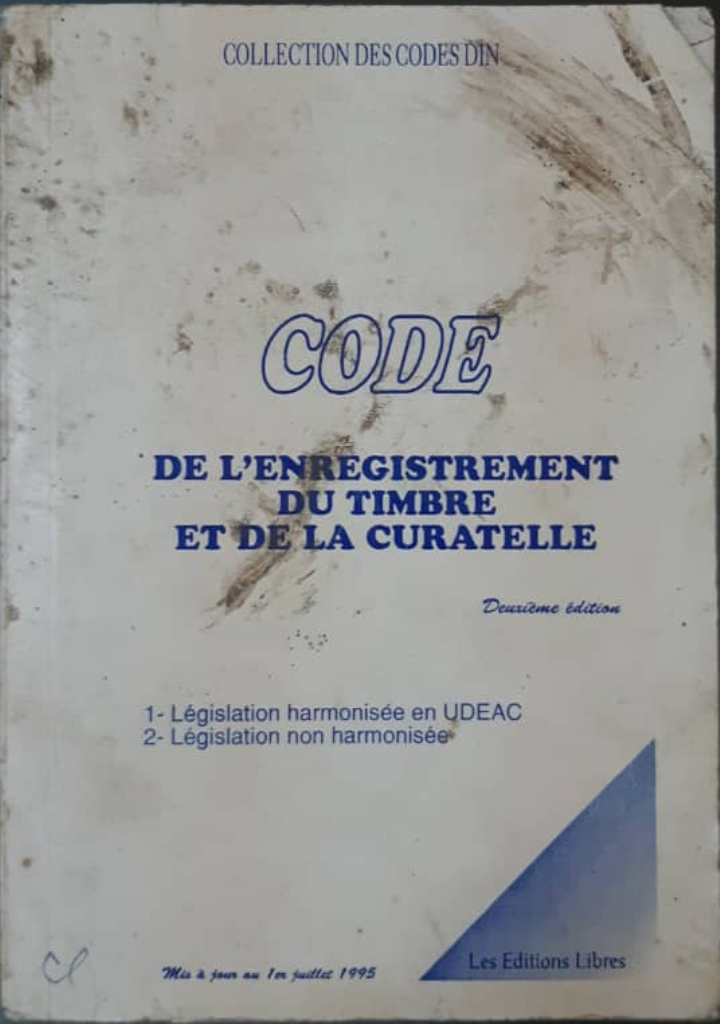 COLLECTION DES CODES DIN
CODE
DE L'ENREGISTREMENT
DU TIMBRE
ET DE LA CURATELLE
Deuxième édition
1- Législation harmonisée en UDEAC
2- Législation non harmonisée
Les Editions Libres
Mis à jour au 1er juillet 1995